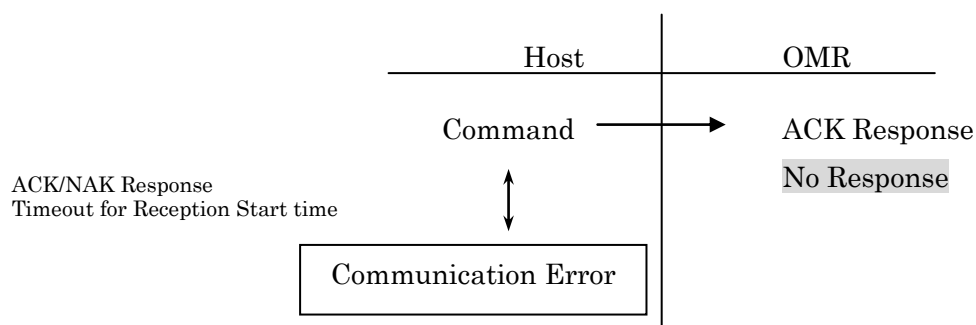 Host OMR
Command ACK Response
No Response
ACK/NAK Response
Timeout for Reception Start time
Communication Error